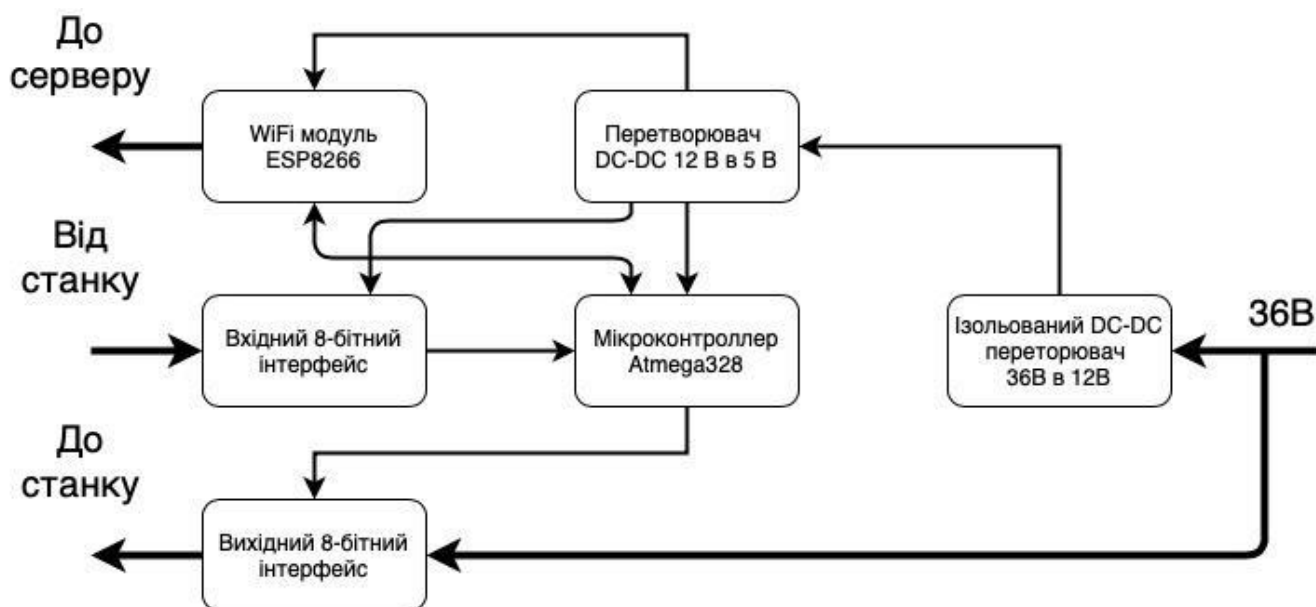 До
серверу
WiFi модуль
ESP8266
Перетворювач
DC-DC 12 В в 5 В
Від
станку
Вхідний 8-бітний
інтерфейс
Мікроконтроллер
Atmega328
Ізольований DC-DC
переторювач
36В в 12В
36В
До
станку
Вихідний 8-бітний
інтерфейс